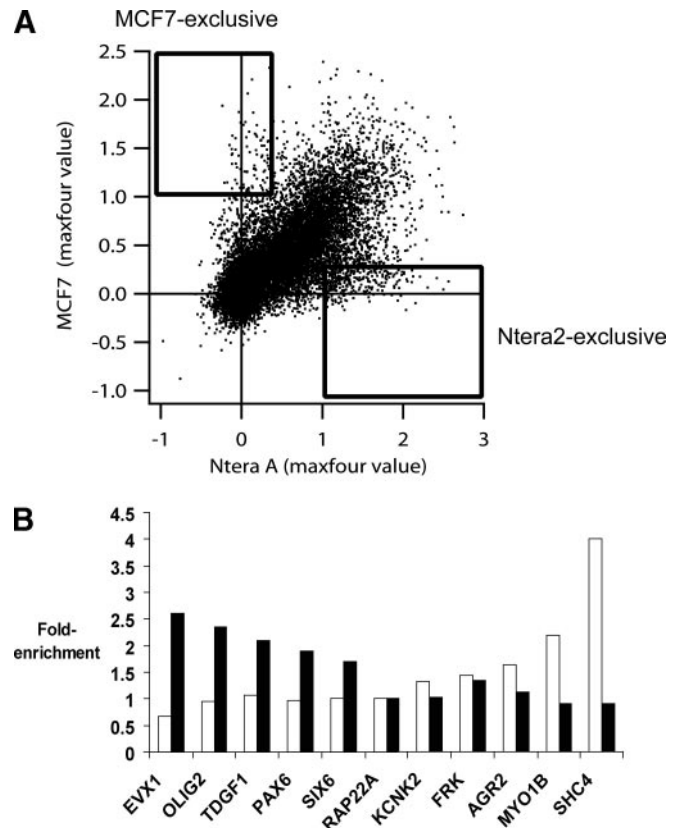 A
MCF7-exclusive
2.5
2.0
1.5
1.0
0.5
0.0
-0.5
-1.0
MCF7 (maxfour value)
-1 0 1 2 3
Ntera A (maxfour value)
Ntera2-exclusive
B
4.5
4
3.5
3
2.5
2
1.5
1
0.5
0
Fold-
enrichment
EVX1 OLIG2 TDGF1 PAX6 SIX6 RAP22A KCNK2 FRK AGR2 MYO1B SHC4